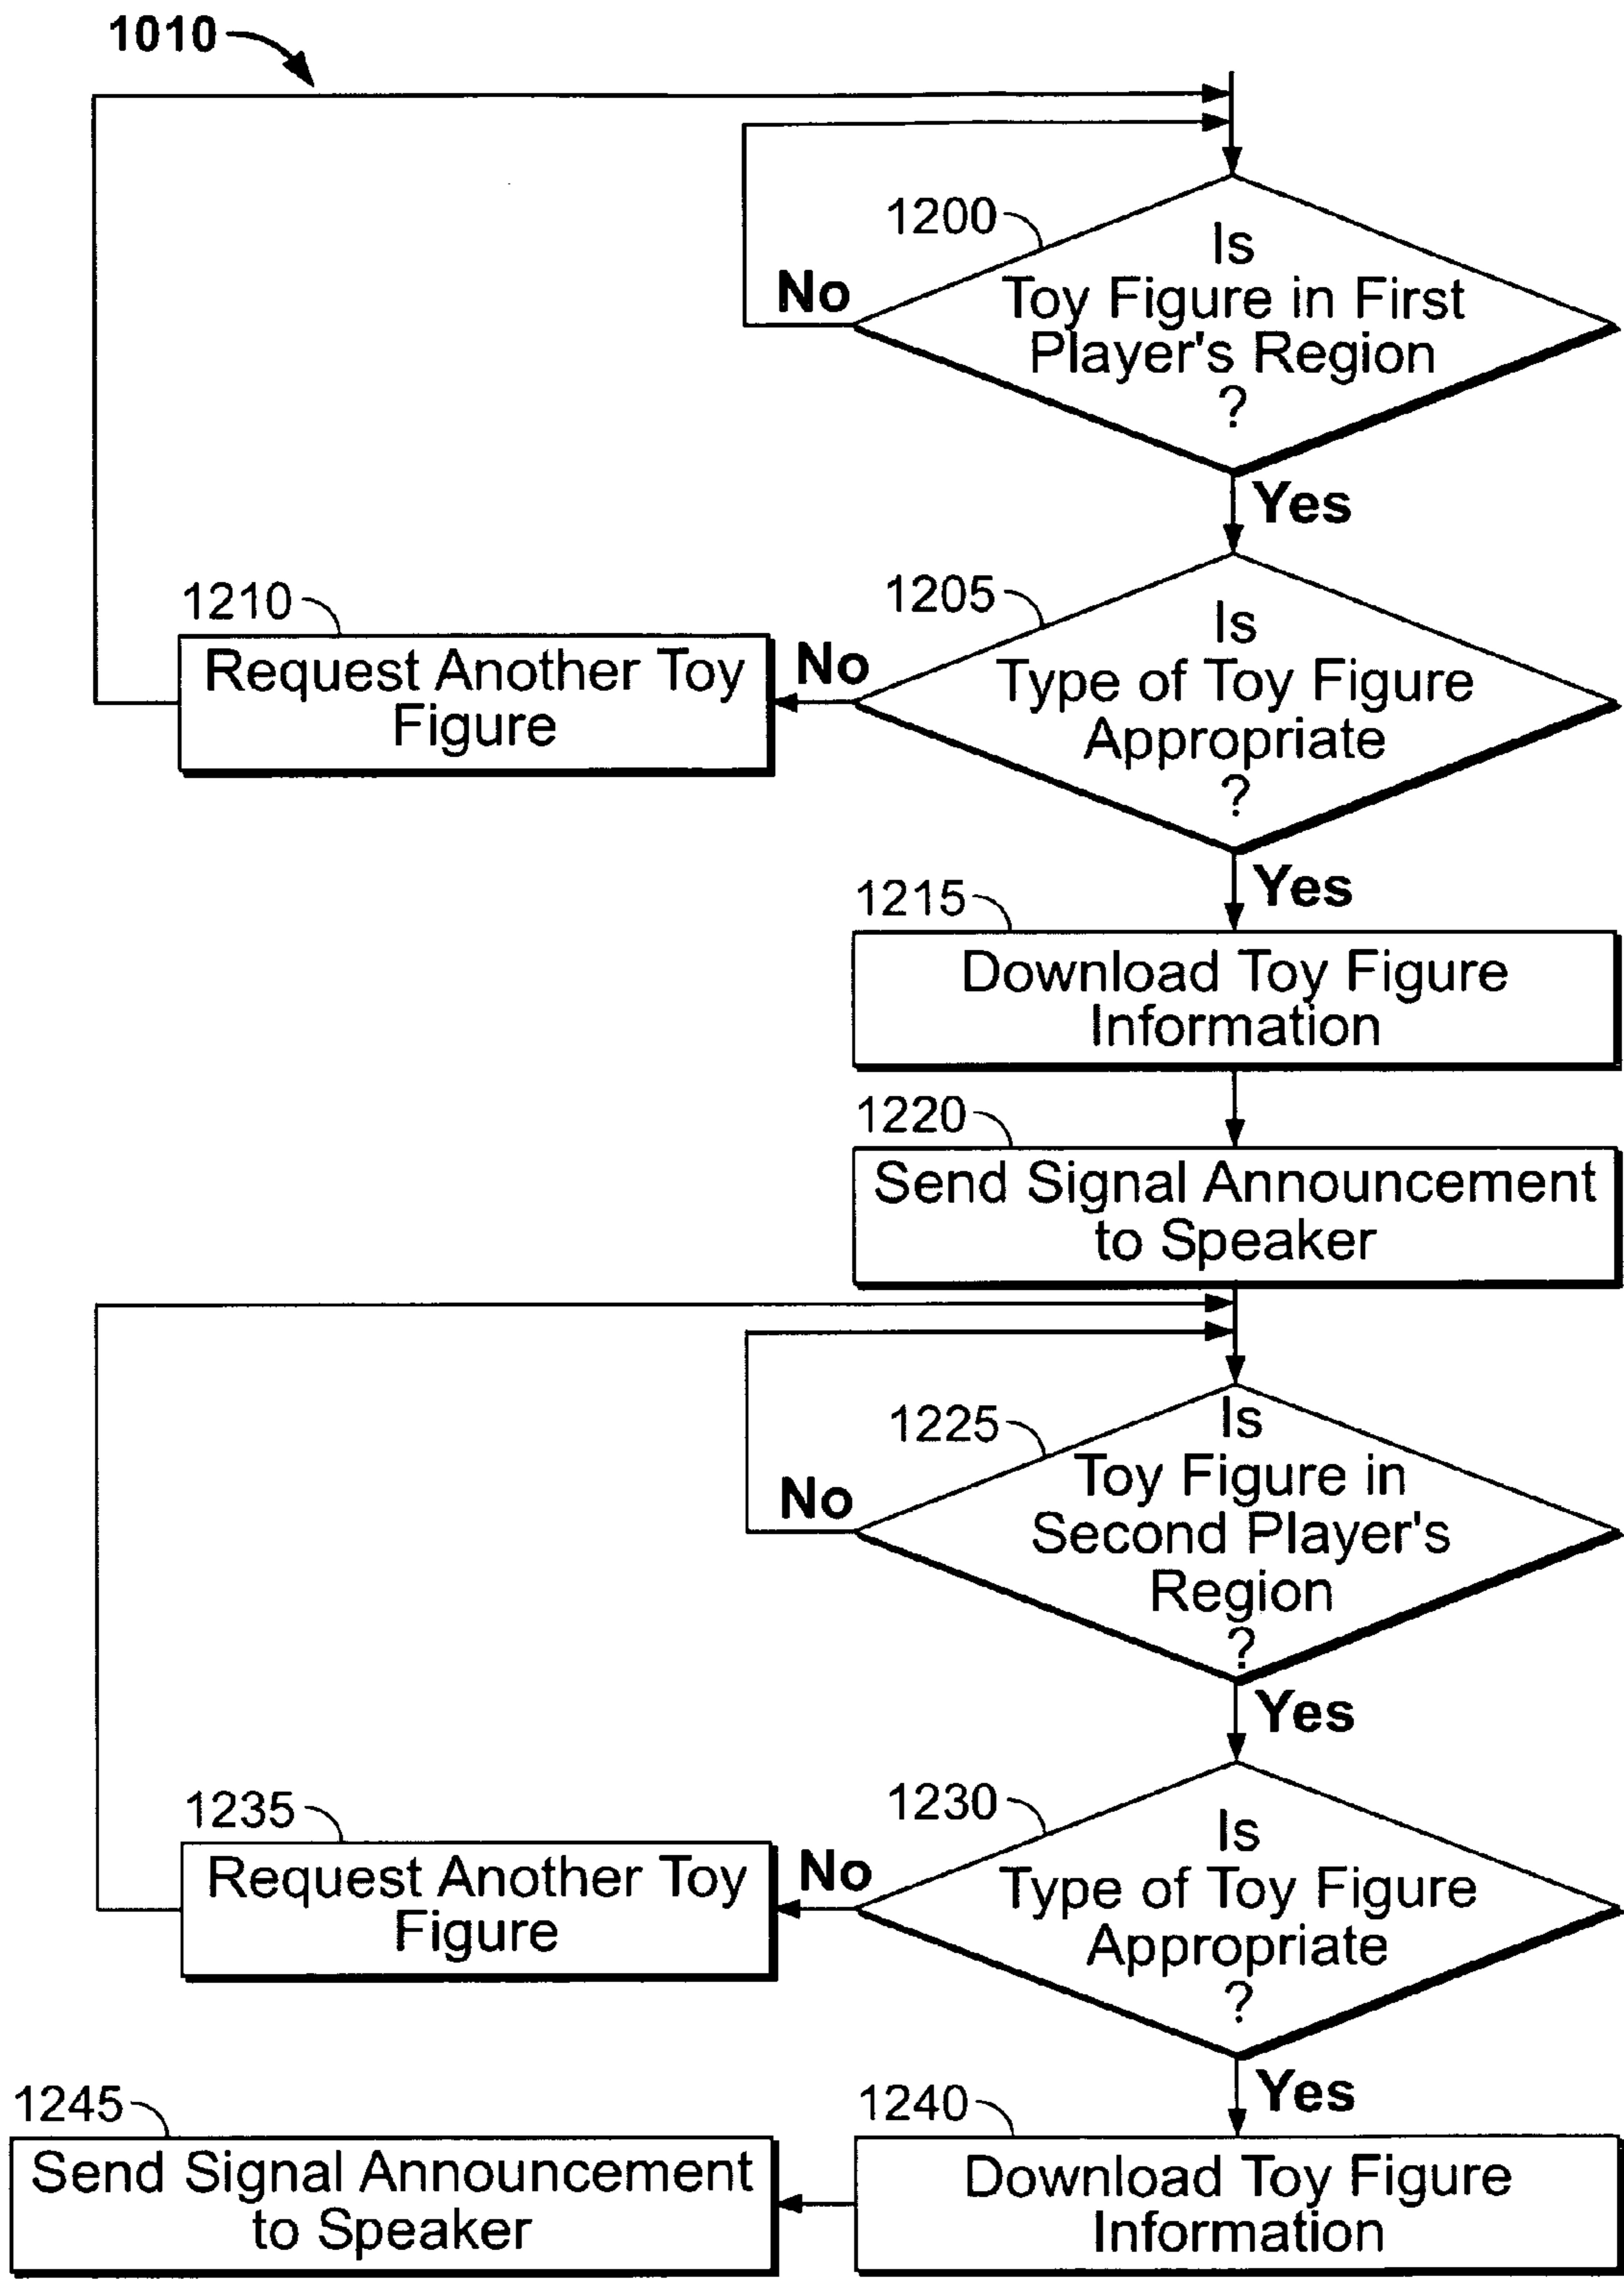 1010
1200
Is
Toy Figure in First
Player's Region
?
No
Yes
1205
Is
Type of Toy Figure
Appropriate
?
No
1210
Request Another Toy
Figure
Yes
1215
Download Toy Figure
Information
1220
Send Signal Announcement
to Speaker
1225
Is
Toy Figure in
Second Player's
Region
?
No
Yes
1230
Is
Type of Toy Figure
Appropriate
?
No
1235
Request Another Toy
Figure
Yes
1240
Download Toy Figure
Information
1245
Send Signal Announcement
to Speaker